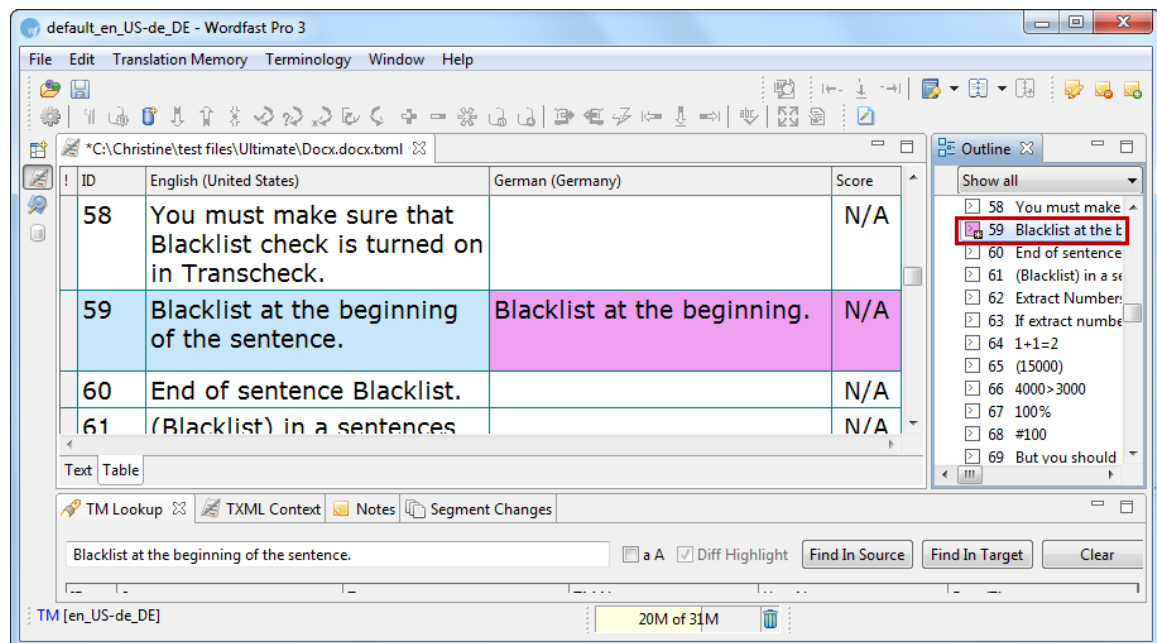 default_en_US-de_DE - Wordfast Pro 3
File Edit Translation Memory Terminology Window Help
*C:\Christine\test files\Ultimate\Docx.docx.txml
! ID English (United States) German (Germany) Score
58 You must make sure that N/A
Blacklist check is turned on
in Transcheck.
59 Blacklist at the beginning Blacklist at the beginning. N/A
of the sentence.
60 End of sentence Blacklist. N/A
61 (Blacklist) in a sentences N/A
Text Table
Outline
Show all
58 You must make
59 Blacklist at the b
60 End of sentence
61 (Blacklist) in a se
62 Extract Numbers
63 If extract numbe
64 1+1=2
65 (15000)
66 4000>3000
67 100%
68 #100
69 But you should
TM Lookup TXML Context Notes Segment Changes
Blacklist at the beginning of the sentence. a A Diff Highlight Find In Source Find In Target Clear
TM [en_US-de_DE] 20M of 31M